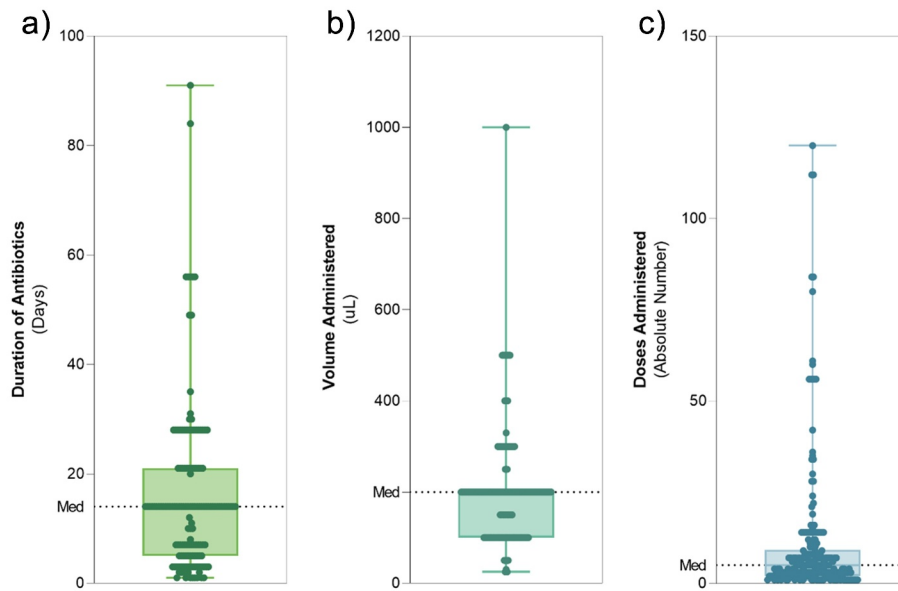 a)
Duration of Antibiotics
(Days)
100
80
60
40
20
Med
0
b)
Volume Administered
(uL)
1200
1000
800
600
400
Med
0
c)
Doses Administered
(Absolute Number)
150
100
50
Med
0